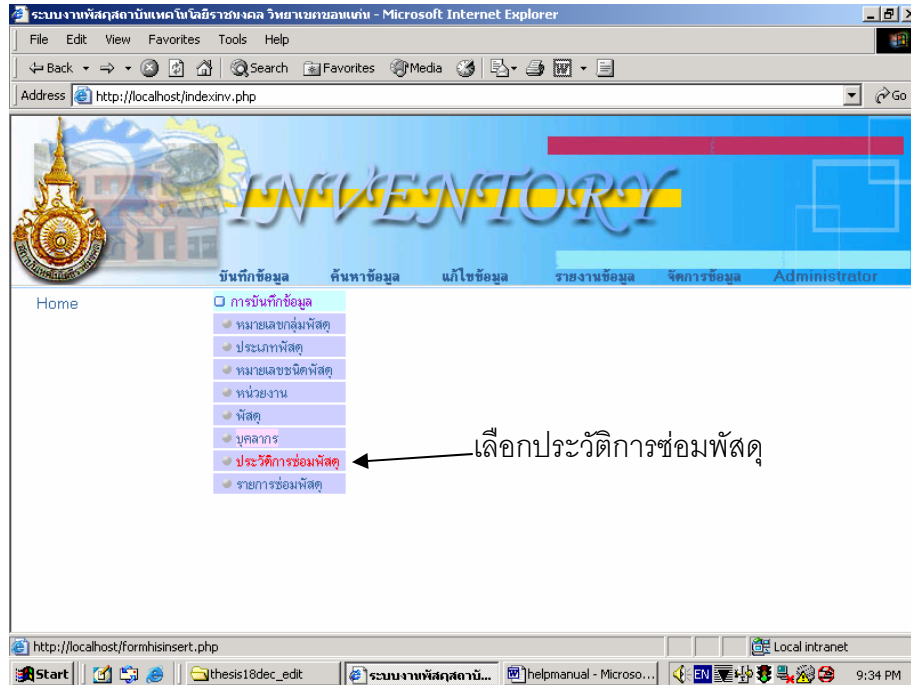 ระบบงานพัสดุสถาบันเทคโนโลยีราชมงคล วิทยาเขตขอนแก่น - Microsoft Internet Explorer
File Edit View Favorites Tools Help
Back Search Favorites Media
Address http://localhost/indexinv.php Go
INVENTORY
บันทึกข้อมูล ค้นหาข้อมูล แก้ไขข้อมูล รายงานข้อมูล จัดการข้อมูล Administrator
Home
การบันทึกข้อมูล
หมายเลขกลุ่มพัสดุ
ประเภทพัสดุ
หมายเลขชนิดพัสดุ
หน่วยงาน
พัสดุ
บุคลากร
ประวัติการซ่อมพัสดุ
เลือกประวัติการซ่อมพัสดุ
รายการซ่อมพัสดุ
http://localhost/formhisinsert.php Local intranet
Start thesis18dec_edit ระบบงานพัสดุสถาบั... helpmanual - Microso... EN 9:34 PM